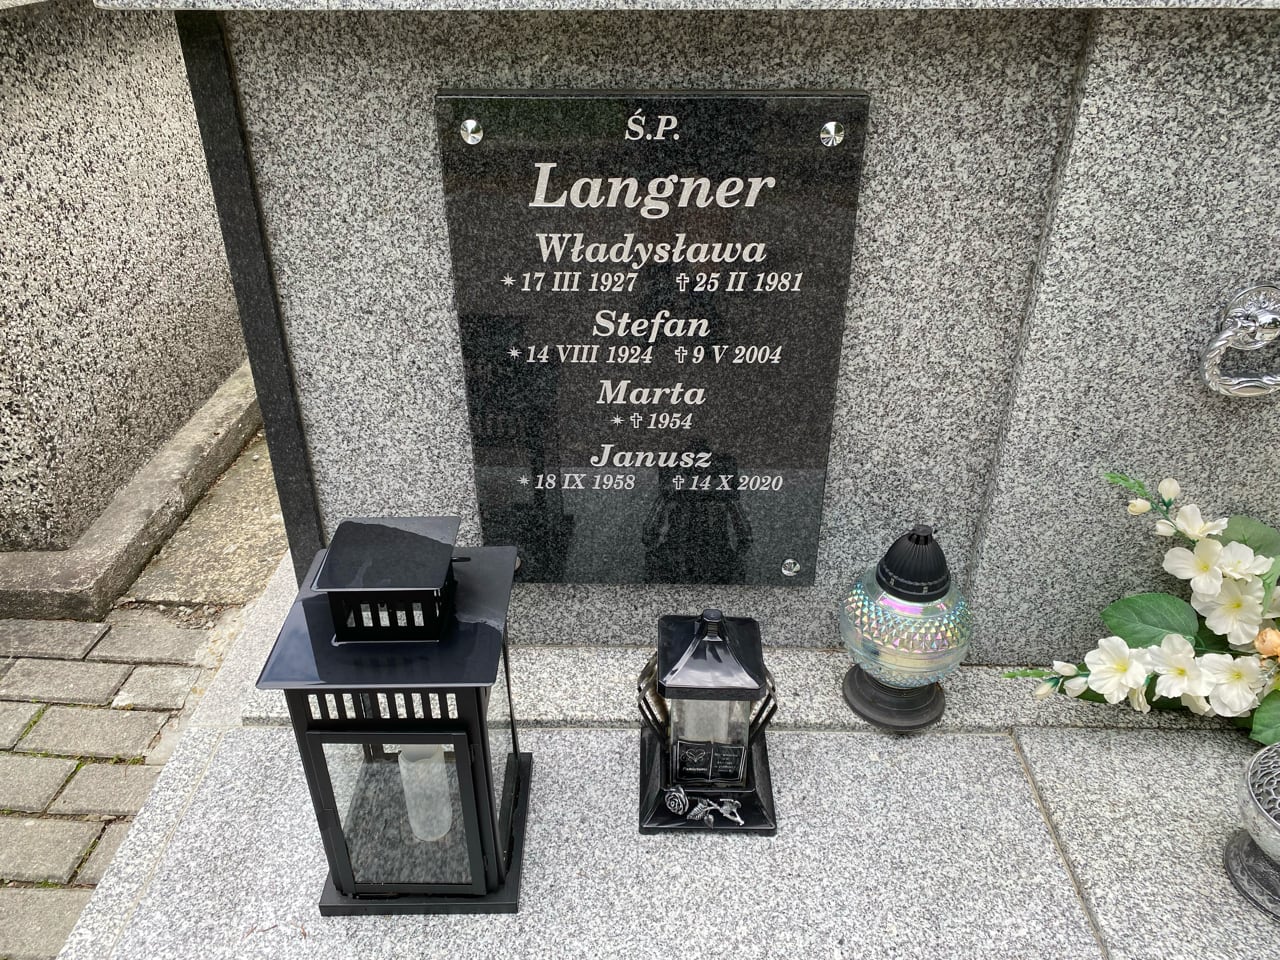 Ś.P.
Langner
Władysława
* 17 III 1927 ✝ 25 II 1981
Stefan
* 14 VIII 1924 ✝ 9 V 2004
Marta
* ✝ 1954
Janusz
* 18 IX 1958 ✝ 14 X 2020